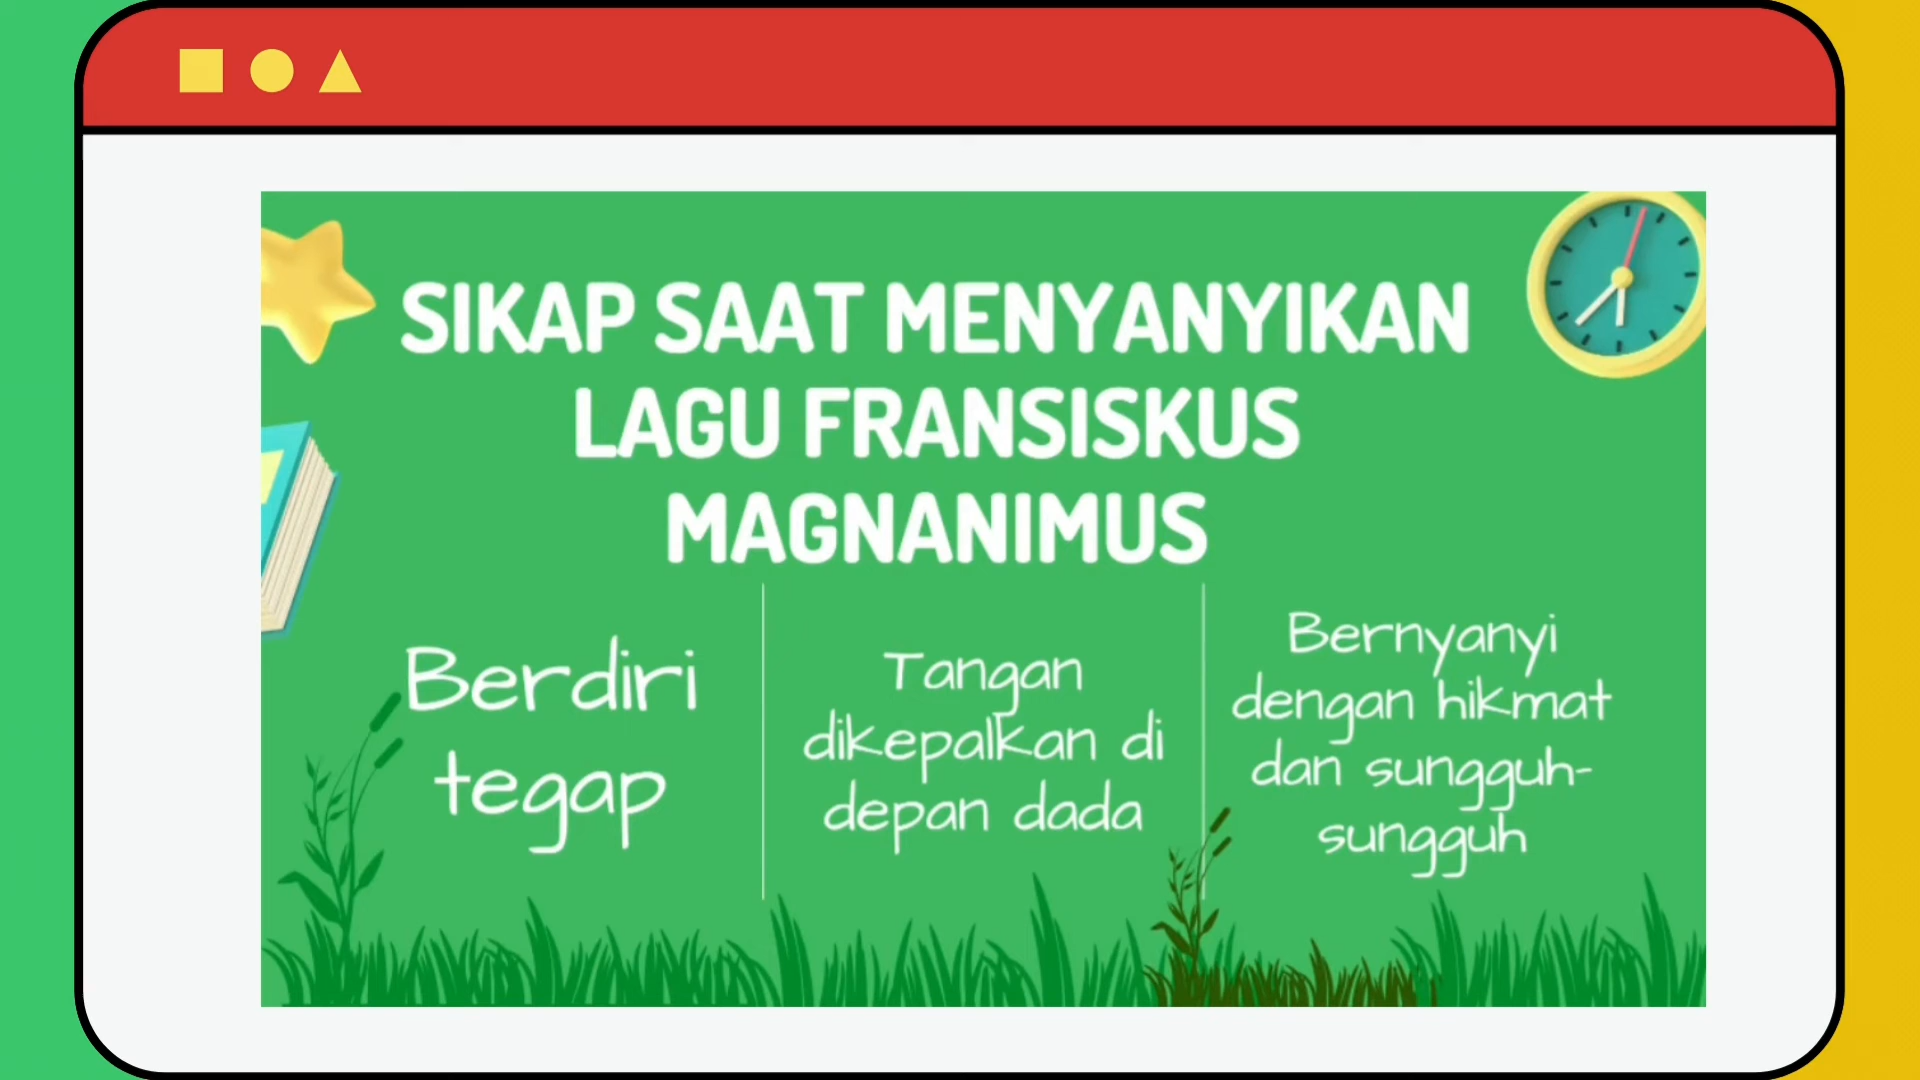 SIKAP SAAT MENYANYIKAN
LAGU FRANSISKUS
MAGNANIMUS
Berdiri
tegap
Tangan
dikepalkan di
depan dada
Bernyanyi
dengan hikmat
dan sungguh-
sungguh